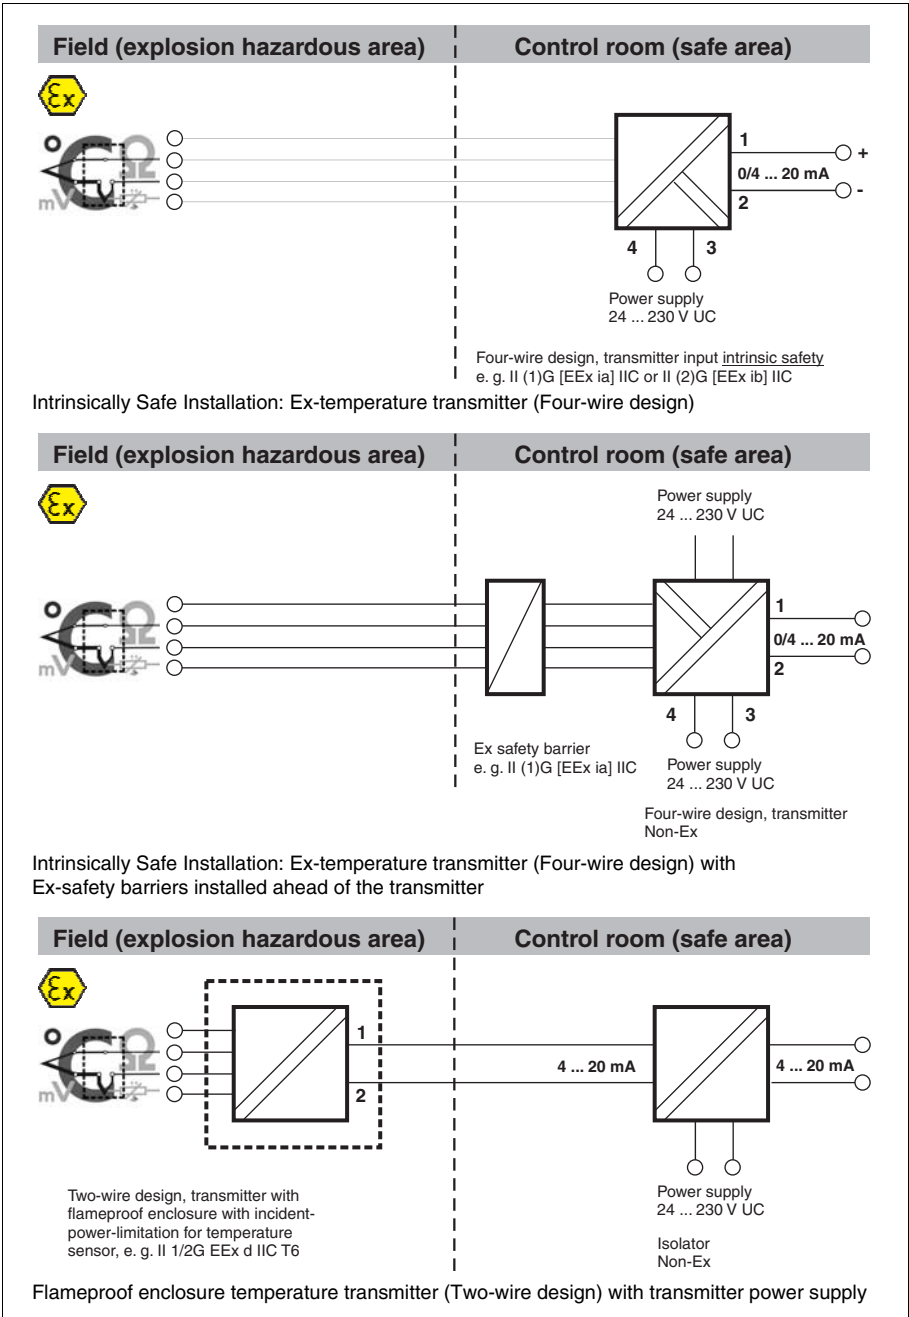 Field (explosion hazardous area)
Control room (safe area)
εx
mV
Ω
1
+
0/4 ... 20 mA
-
2
4
3
Power supply
24 ... 230 V UC
Four-wire design, transmitter input intrinsic safety
e. g. II (1)G [EEx ia] IIC or II (2)G [EEx ib] IIC
Intrinsically Safe Installation: Ex-temperature transmitter (Four-wire design)
Field (explosion hazardous area)
Control room (safe area)
εx
Power supply
24 ... 230 V UC
mV
Ω
1
0/4 ... 20 mA
2
4
3
Ex safety barrier
e. g. II (1)G [EEx ia] IIC
Power supply
24 ... 230 V UC
Four-wire design, transmitter
Non-Ex
Intrinsically Safe Installation: Ex-temperature transmitter (Four-wire design) with
Ex-safety barriers installed ahead of the transmitter
Field (explosion hazardous area)
Control room (safe area)
εx
mV
Ω
1
4 ... 20 mA
4 ... 20 mA
2
Two-wire design, transmitter with
flameproof enclosure with incident-
power-limitation for temperature
sensor, e. g. II 1/2G EEx d IIC T6
Power supply
24 ... 230 V UC
Isolator
Non-Ex
Flameproof enclosure temperature transmitter (Two-wire design) with transmitter power supply